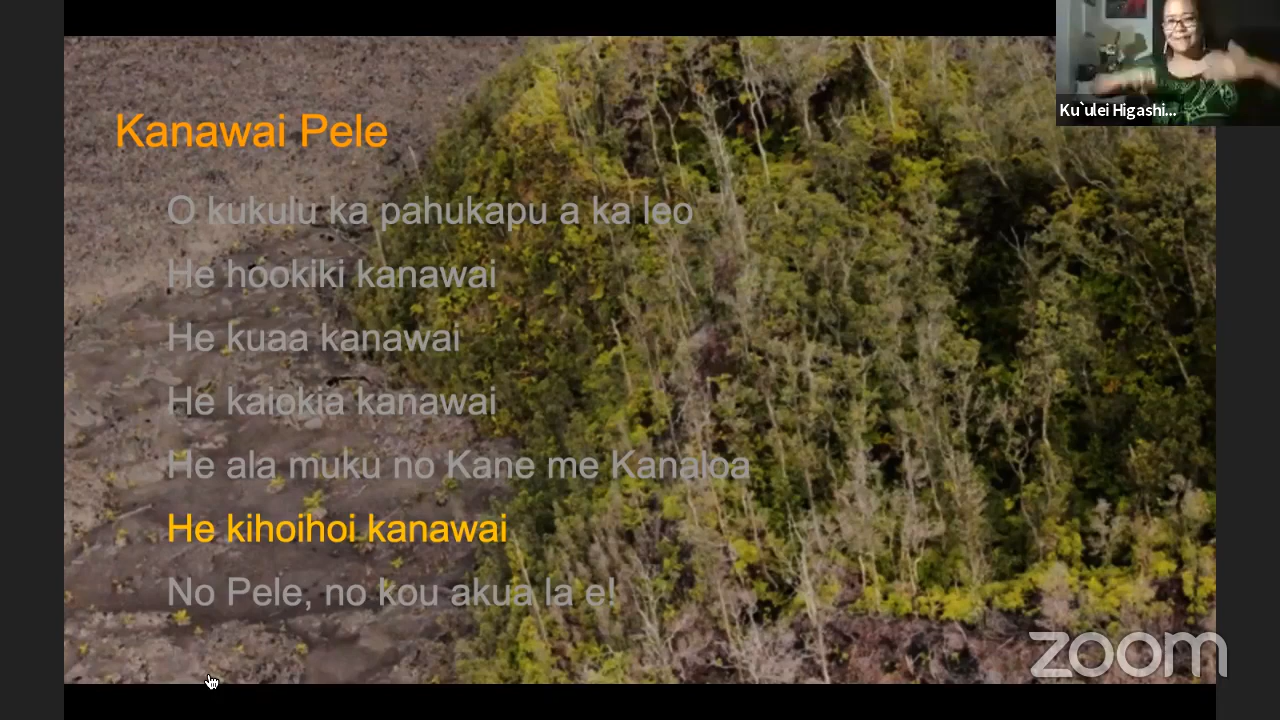 Ku`ulei Higashi...
Kanawai Pele
O kukulu ka pahukapu a ka leo
He hookiki kanawai
He kuaa kanawai
He kaiokia kanawai
He ala muku no Kane me Kanaloa
He kihoihoi kanawai
No Pele, no kou akua la e!
zoom